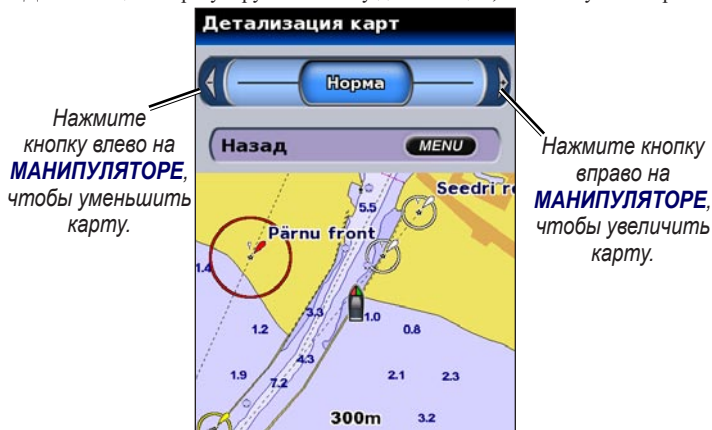 Детализация карт
Норма
Назад
MENU
Нажмите
кнопку влево на
МАНИПУЛЯТОРЕ,
чтобы уменьшить
карту.
Нажмите кнопку
вправо на
МАНИПУЛЯТОРЕ,
чтобы увеличить
карту.
Seedri
5.5
Pärnu front
1.4
3.3
1.0
1.2
0.8
4.3
1.9
7.2
2.1
2.3
300m
3.2